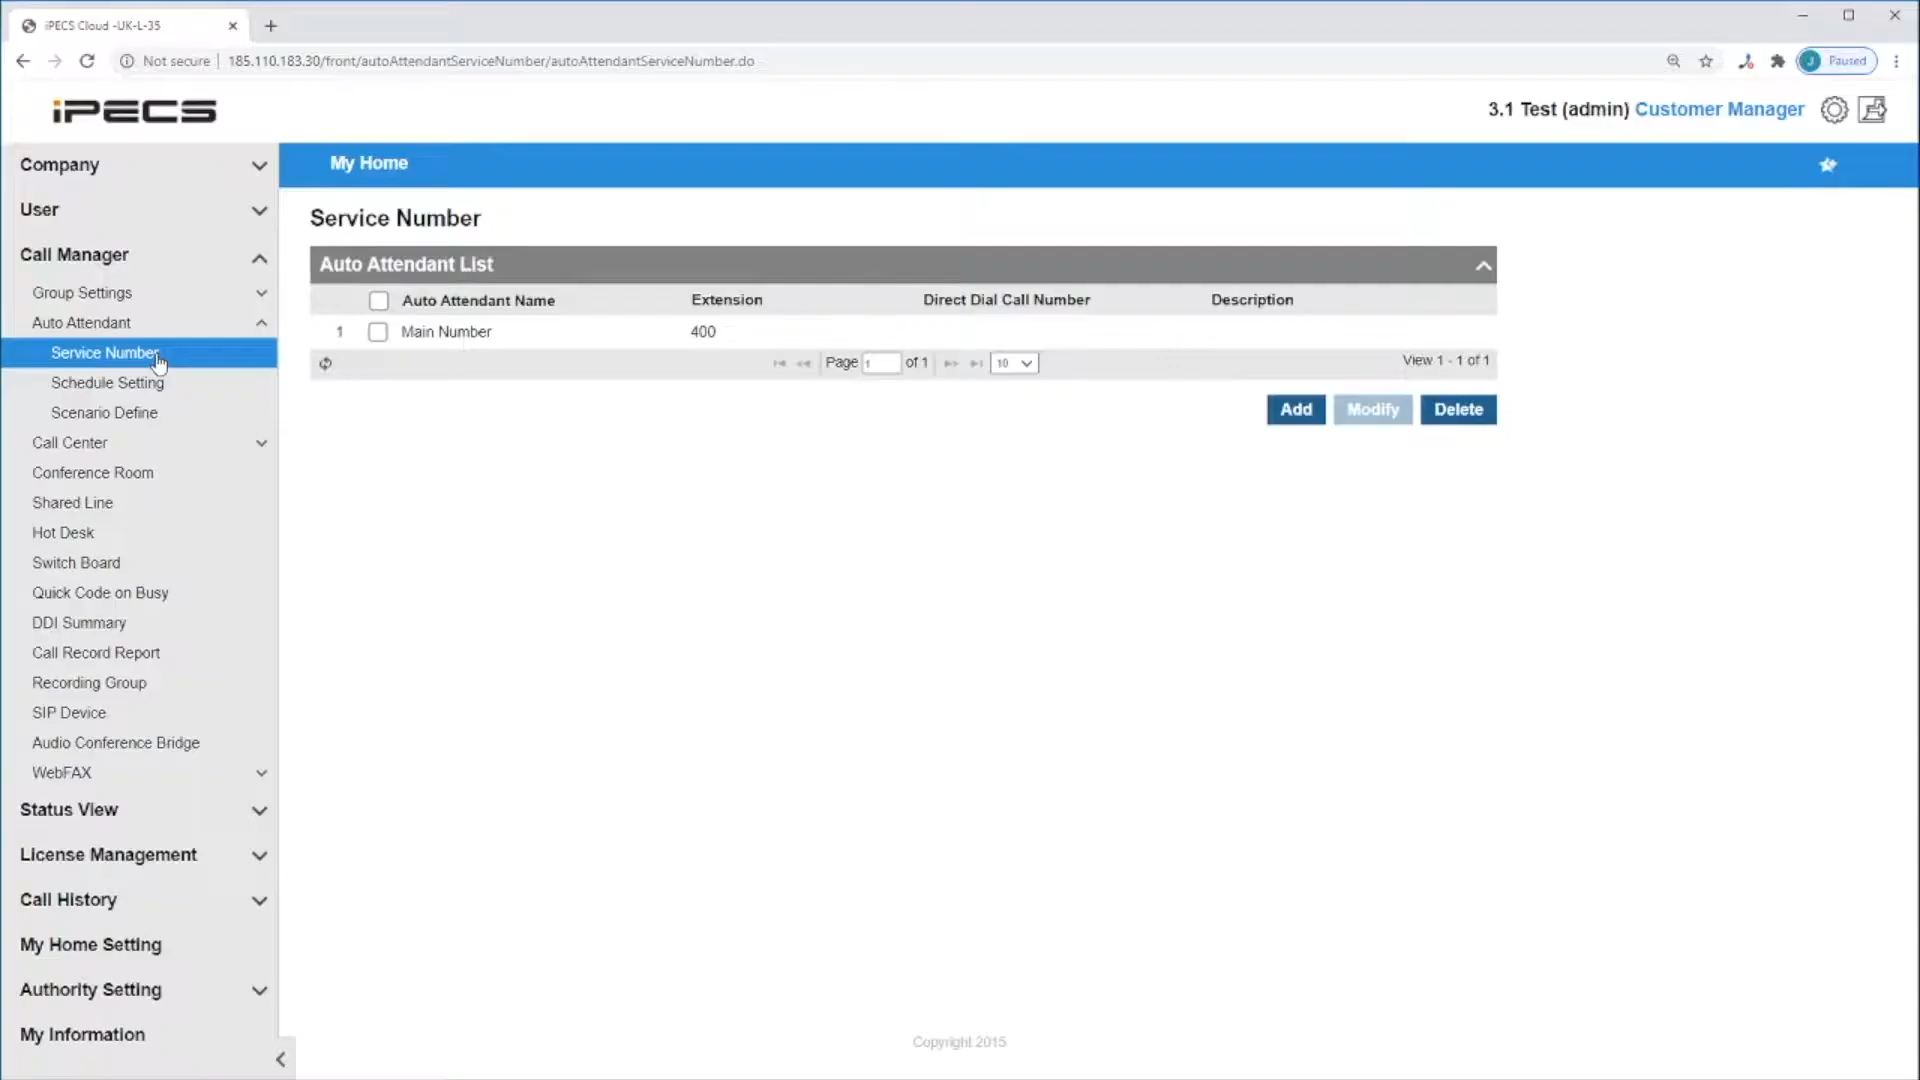 iPECS Cloud -UK-L-35
Not secure
185.110.183.30/front/autoAttendantServiceNumber/autoAttendantServiceNumber.do
J Paused
iPECS
3.1 Test (admin) Customer Manager
Company
User
Call Manager
Group Settings
Auto Attendant
Service Number
Schedule Setting
Scenario Define
Call Center
Conference Room
Shared Line
Hot Desk
Switch Board
Quick Code on Busy
DDI Summary
Call Record Report
Recording Group
SIP Device
Audio Conference Bridge
WebFAX
Status View
License Management
Call History
My Home Setting
Authority Setting
My Information
My Home
Service Number
Auto Attendant List
Auto Attendant Name Extension Direct Dial Call Number Description
1 Main Number 400
Page 1 of 1 10 View 1 - 1 of 1
Add Modify Delete
Copyright 2015